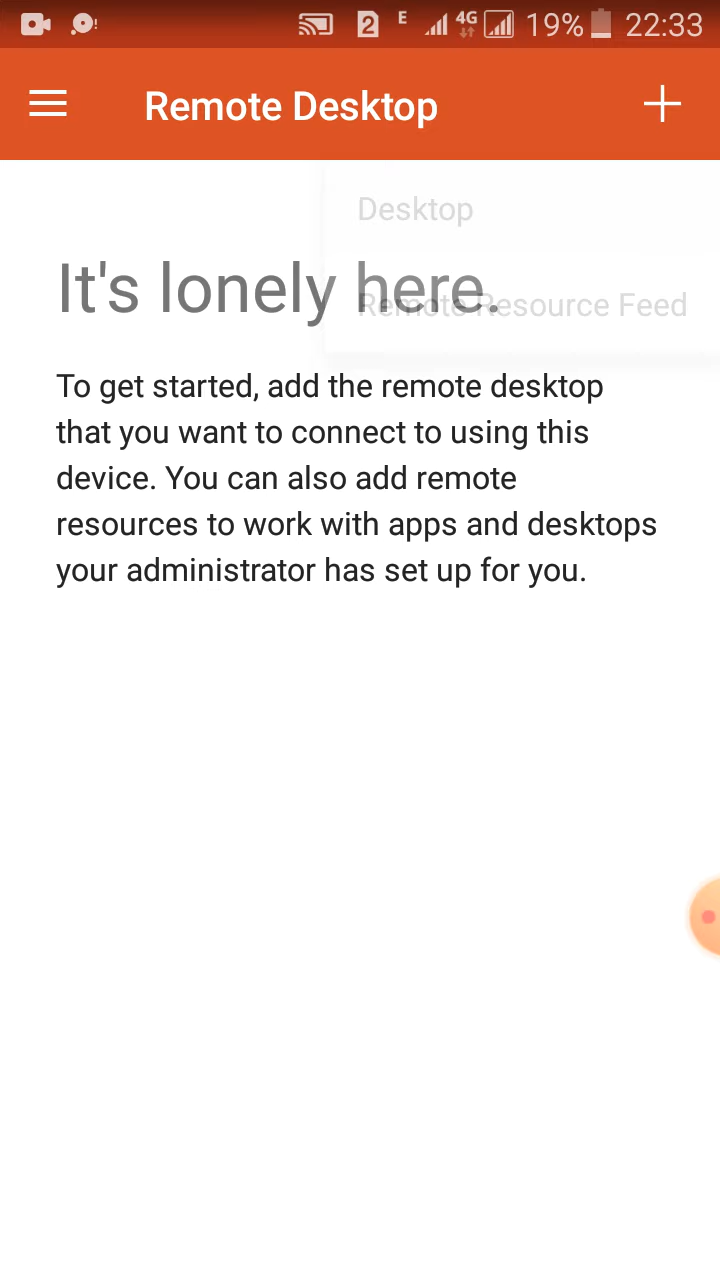 2 E 4G 19% 22:33
Remote Desktop
Desktop
It's lonely here.
Remote Resource Feed
To get started, add the remote desktop
that you want to connect to using this
device. You can also add remote
resources to work with apps and desktops
your administrator has set up for you.